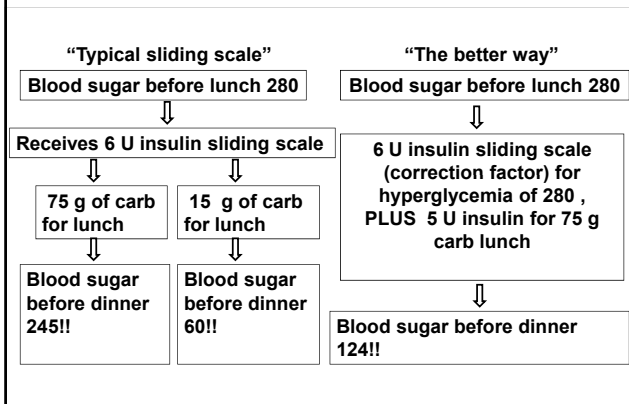 “Typical sliding scale”
Blood sugar before lunch 280
Receives 6 U insulin sliding scale
75 g of carb
for lunch
15  g of carb
for lunch
Blood sugar
before dinner
245!!
Blood sugar
before dinner
60!!
“The better way”
Blood sugar before lunch 280
6 U insulin sliding scale
(correction factor) for
hyperglycemia of 280 ,
PLUS  5 U insulin for 75 g
carb lunch
Blood sugar before dinner
124!!